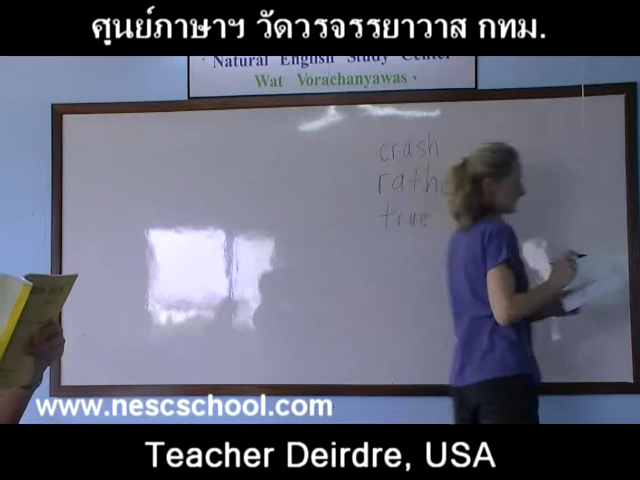 ศูนย์ภาษาฯ วัดวรจรรยาวาส กทม.
Natural English Study Center
Wat Vorachanyawas
crash
rathe
true
www.nescschool.com
Teacher Deirdre, USA